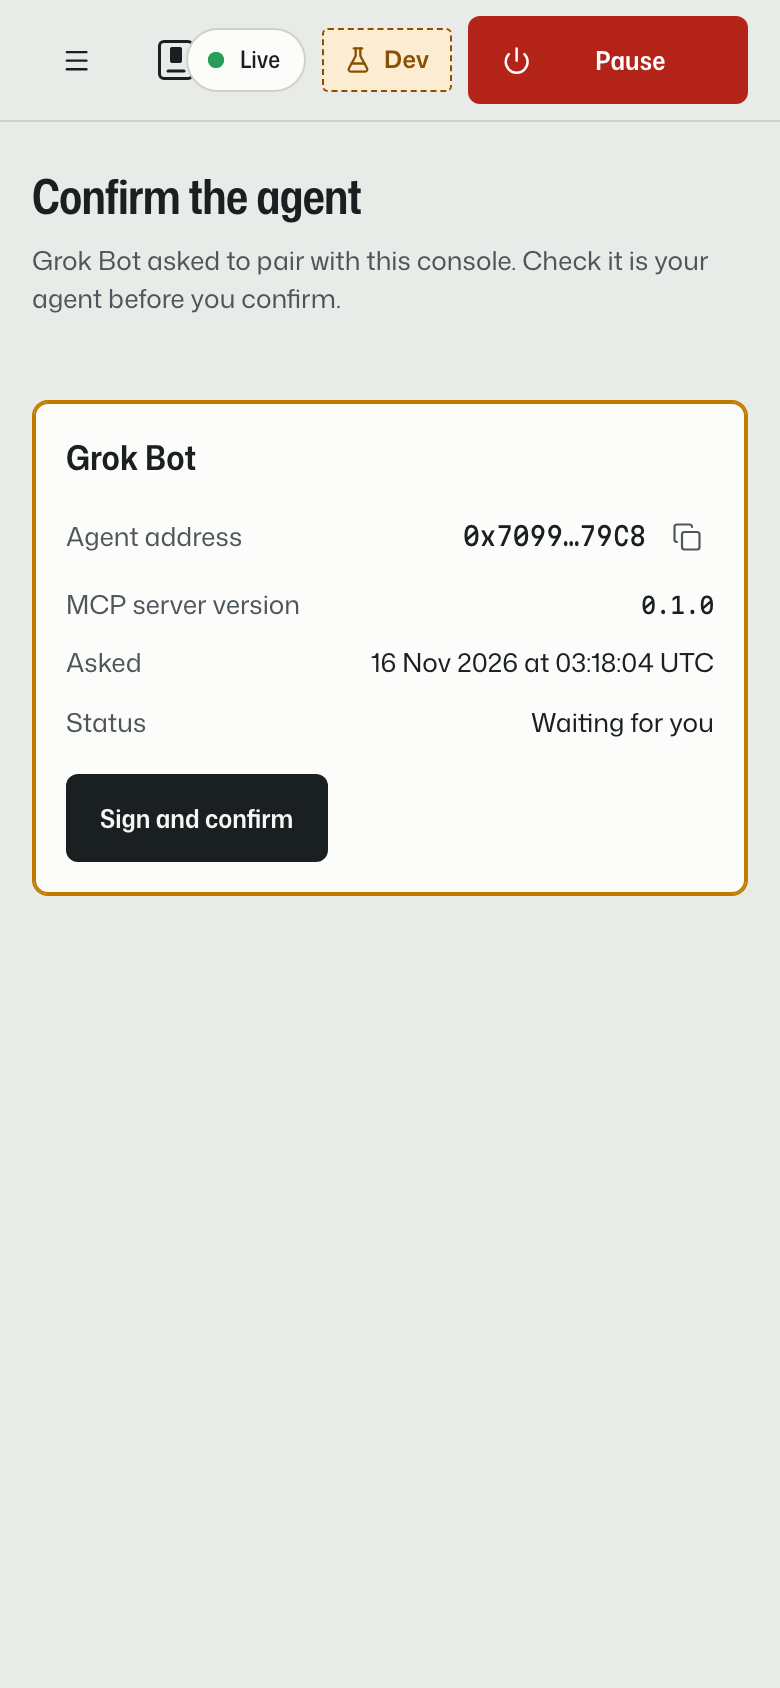 Live
Dev
Pause
Confirm the agent
Grok Bot asked to pair with this console. Check it is your
agent before you confirm.
Grok Bot
Agent address 0x7099…79C8
MCP server version 0.1.0
Asked 16 Nov 2026 at 03:18:04 UTC
Status Waiting for you
Sign and confirm